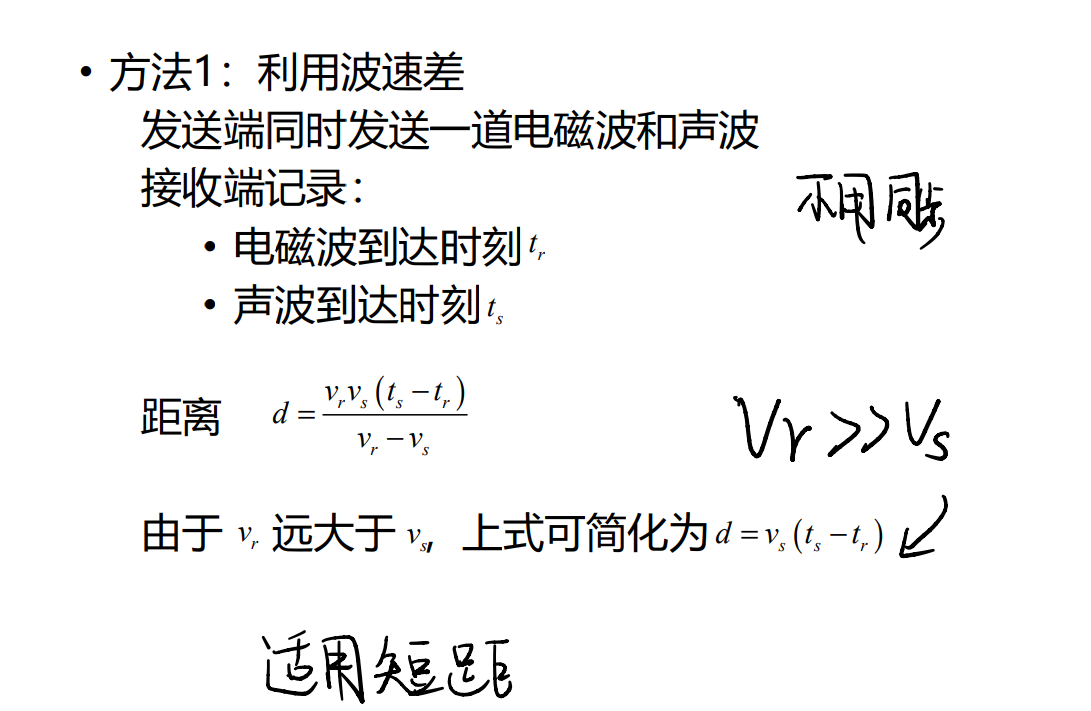 • 方法1：利用波速差
发送端同时发送一道电磁波和声波
接收端记录：
不用同步
• 电磁波到达时刻 t_r
• 声波到达时刻 t_s
距离 d = v_r v_s (t_s − t_r) / (v_r − v_s)
Vr >> Vs
由于 v_r 远大于 v_s, 上式可简化为 d = v_s (t_s − t_r)
适用短距